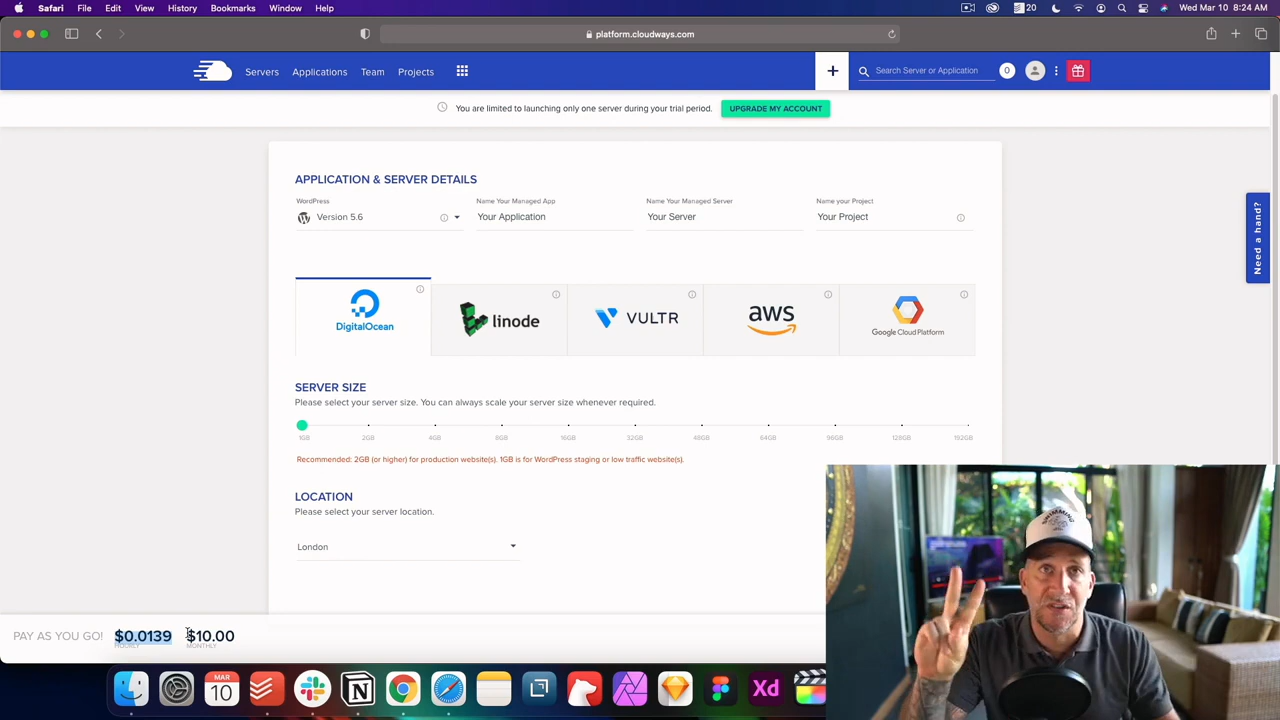 Safari File Edit View History Bookmarks Window Help
20 Wed Mar 10 8:24 AM
platform.cloudways.com
Servers Applications Team Projects
+ Search Server or Application 0
You are limited to launching only one server during your trial period. UPGRADE MY ACCOUNT
APPLICATION & SERVER DETAILS
WordPress Name Your Managed App Name Your Managed Server Name your Project
Version 5.6 Your Application Your Server Your Project
Need a hand?
DigitalOcean linode VULTR aws Google Cloud Platform
SERVER SIZE
Please select your server size. You can always scale your server size whenever required.
1GB 2GB 4GB 8GB 16GB 32GB 48GB 64GB 96GB 128GB 192GB
Recommended: 2GB (or higher) for production website(s). 1GB is for WordPress staging or low traffic website(s).
LOCATION
Please select your server location.
London
SWIMMING
PAY AS YOU GO! $0.0139 $10.00
HOURLY MONTHLY
MAR
10
Xd